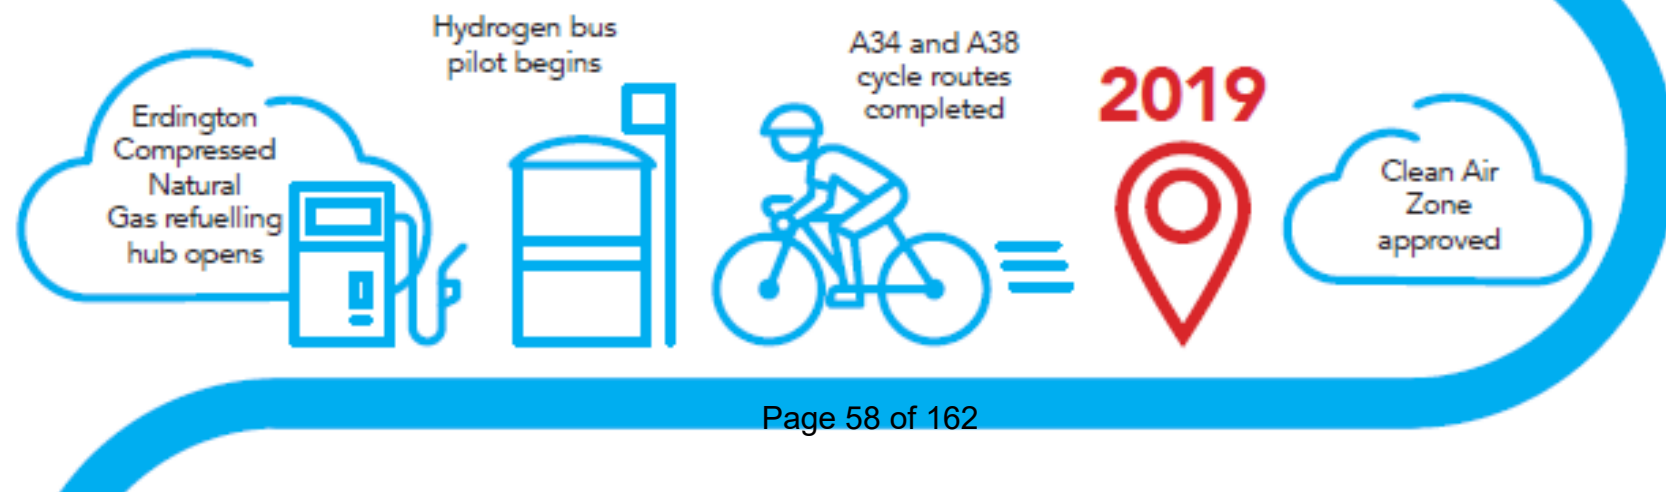 Erdington
Compressed
Natural
Gas refuelling
hub opens
Hydrogen bus
pilot begins
A34 and A38
cycle routes
completed
2019
Clean Air
Zone
approved
Page 58 of 162